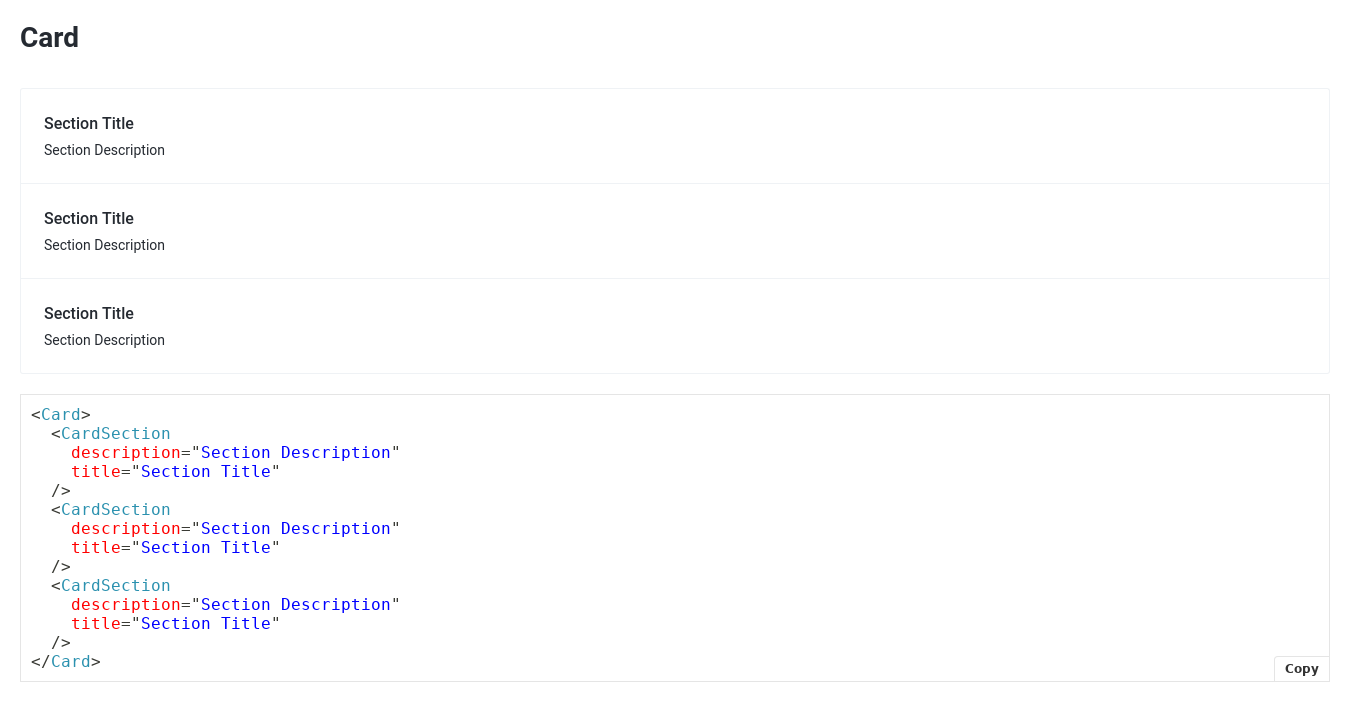 Card
Section Title
Section Description
Section Title
Section Description
Section Title
Section Description
<Card>
  <CardSection
    description="Section Description"
    title="Section Title"
  />
  <CardSection
    description="Section Description"
    title="Section Title"
  />
  <CardSection
    description="Section Description"
    title="Section Title"
  />
</Card>
Copy